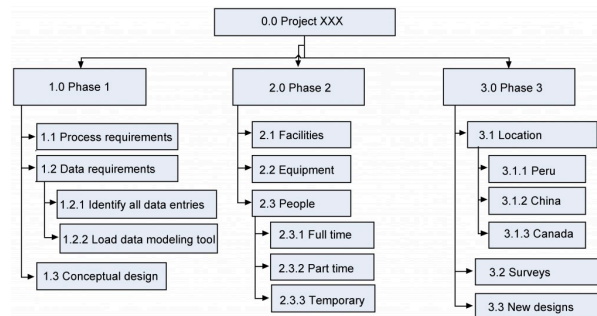 0.0 Project XXX
1.0 Phase 1
1.1 Process requirements
1.2 Data requirements
1.2.1 Identify all data entries
1.2.2 Load data modeling tool
1.3 Conceptual design
2.0 Phase 2
2.1 Facilities
2.2 Equipment
2.3 People
2.3.1 Full time
2.3.2 Part time
2.3.3 Temporary
3.0 Phase 3
3.1 Location
3.1.1 Peru
3.1.2 China
3.1.3 Canada
3.2 Surveys
3.3 New designs